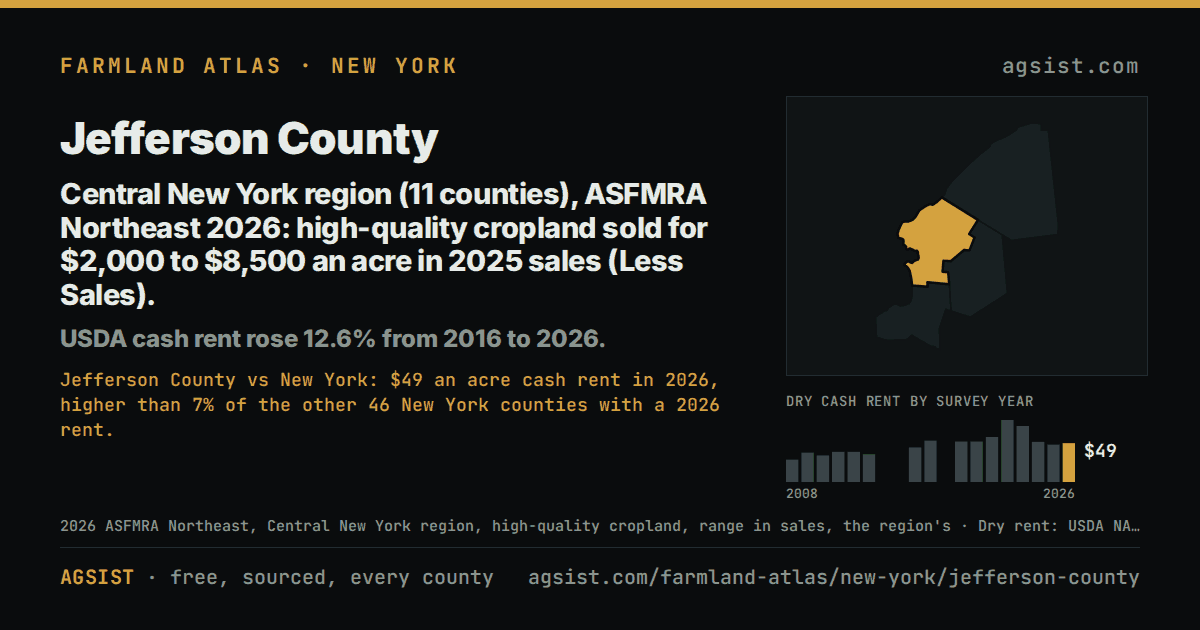 FARMLAND ATLAS · NEW YORK
agsist.com
Jefferson County
Central New York region (11 counties), ASFMRA
Northeast 2026: high-quality cropland sold for
$2,000 to $8,500 an acre in 2025 sales (Less
Sales).
USDA cash rent rose 12.6% from 2016 to 2026.
Jefferson County vs New York: $49 an acre cash rent in 2026,
higher than 7% of the other 46 New York counties with a 2026
rent.
DRY CASH RENT BY SURVEY YEAR
$49
2008
2026
2026 ASFMRA Northeast, Central New York region, high-quality cropland, range in sales, the region's · Dry rent: USDA NA…
AGSIST · free, sourced, every county
agsist.com/farmland-atlas/new-york/jefferson-county